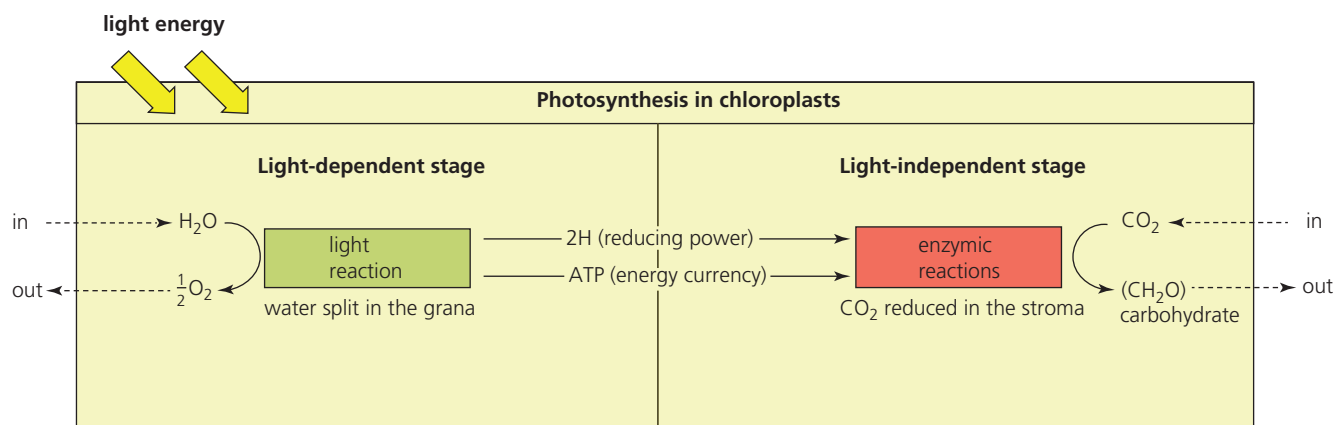 light energy
Photosynthesis in chloroplasts
Light-dependent stage
Light-independent stage
in
H₂O
light
reaction
2H (reducing power)
ATP (energy currency)
enzymic
reactions
CO₂
in
out
½O₂
water split in the grana
CO₂ reduced in the stroma
(CH₂O)
carbohydrate
out